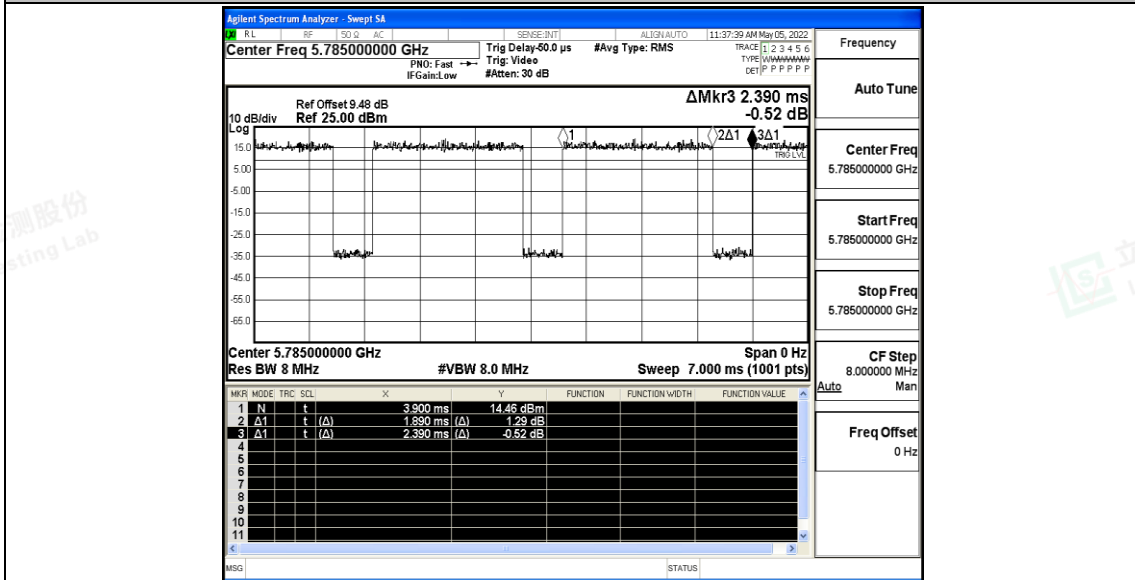 Agilent Spectrum Analyzer - Swept SA
RL RF 50 Ω AC SENSE:INT ALIGNAUTO 11:37:39 AM May 05, 2022
Center Freq 5.785000000 GHz
PNO: Fast
IFGain:Low
Trig Delay-50.0 µs
Trig: Video
#Atten: 30 dB
#Avg Type: RMS
TRACE 1 2 3 4 5 6
TYPE
DET P P P P P P
ΔMkr3 2.390 ms
-0.52 dB
Ref Offset 9.48 dB
10 dB/div Ref 25.00 dBm
Log
15.0
5.00
-5.00
-15.0
-25.0
-35.0
-45.0
-55.0
-65.0
1
2Δ1
3Δ1
TRIG LVL
Center 5.785000000 GHz Span 0 Hz
Res BW 8 MHz #VBW 8.0 MHz Sweep 7.000 ms (1001 pts)
MKR MODE TRC SCL X Y FUNCTION FUNCTION WIDTH FUNCTION VALUE
1 N t 3.900 ms 14.46 dBm
2 Δ1 t (Δ) 1.890 ms (Δ) 1.29 dB
3 Δ1 t (Δ) 2.390 ms (Δ) -0.52 dB
4
5
6
7
8
9
10
11
MSG STATUS
Frequency
Auto Tune
Center Freq
5.785000000 GHz
Start Freq
5.785000000 GHz
Stop Freq
5.785000000 GHz
CF Step
8.000000 MHz
Auto Man
Freq Offset
0 Hz
测股份
sting Lab
立